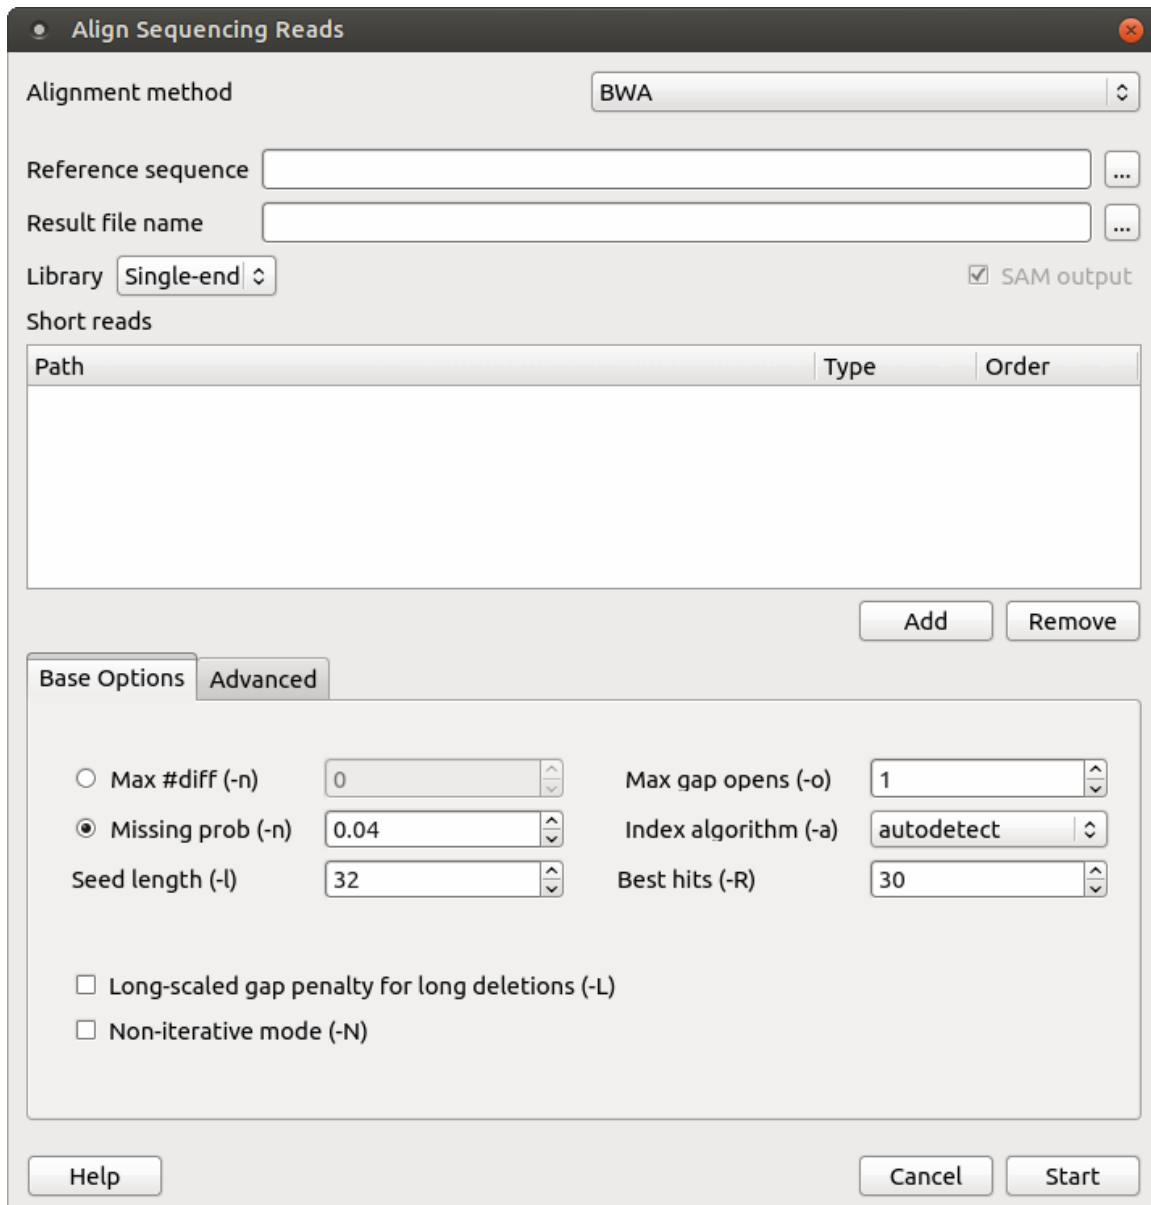 Align Sequencing Reads
Alignment method BWA
Reference sequence ...
Result file name ...
Library Single-end SAM output
Short reads
Path Type Order
Add Remove
Base Options Advanced
Max #diff (-n) 0 Max gap opens (-o) 1
Missing prob (-n) 0.04 Index algorithm (-a) autodetect
Seed length (-l) 32 Best hits (-R) 30
Long-scaled gap penalty for long deletions (-L)
Non-iterative mode (-N)
Help Cancel Start